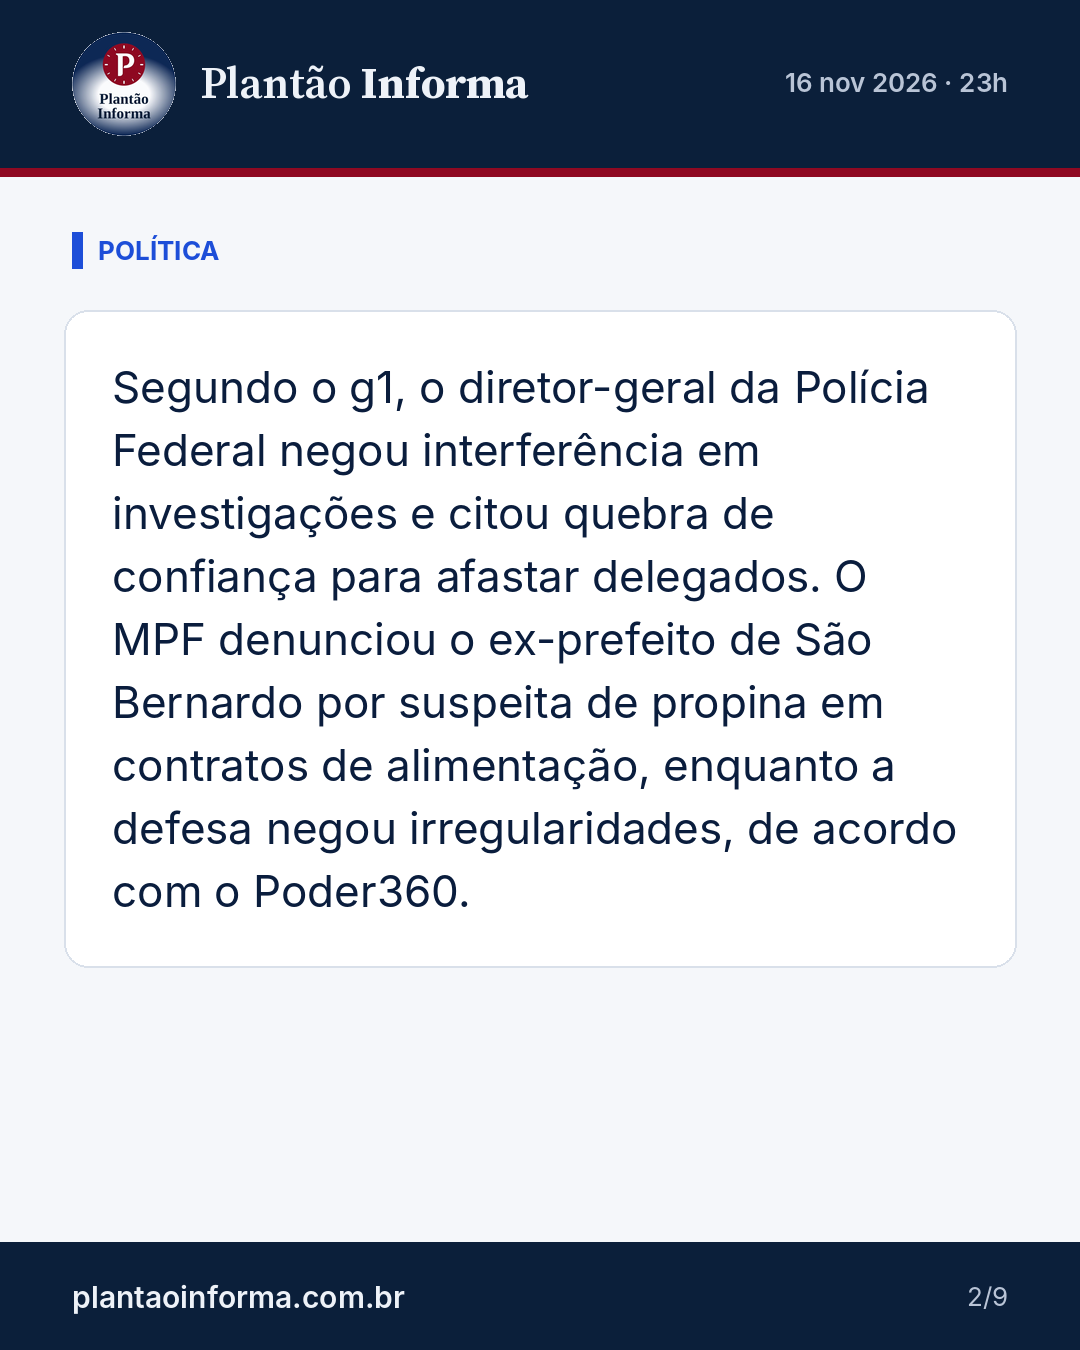 P
Plantão
Informa
Plantão Informa
16 nov 2026 · 23h
POLÍTICA
Segundo o g1, o diretor-geral da Polícia
Federal negou interferência em
investigações e citou quebra de
confiança para afastar delegados. O
MPF denunciou o ex-prefeito de São
Bernardo por suspeita de propina em
contratos de alimentação, enquanto a
defesa negou irregularidades, de acordo
com o Poder360.
plantaoinforma.com.br
2/9